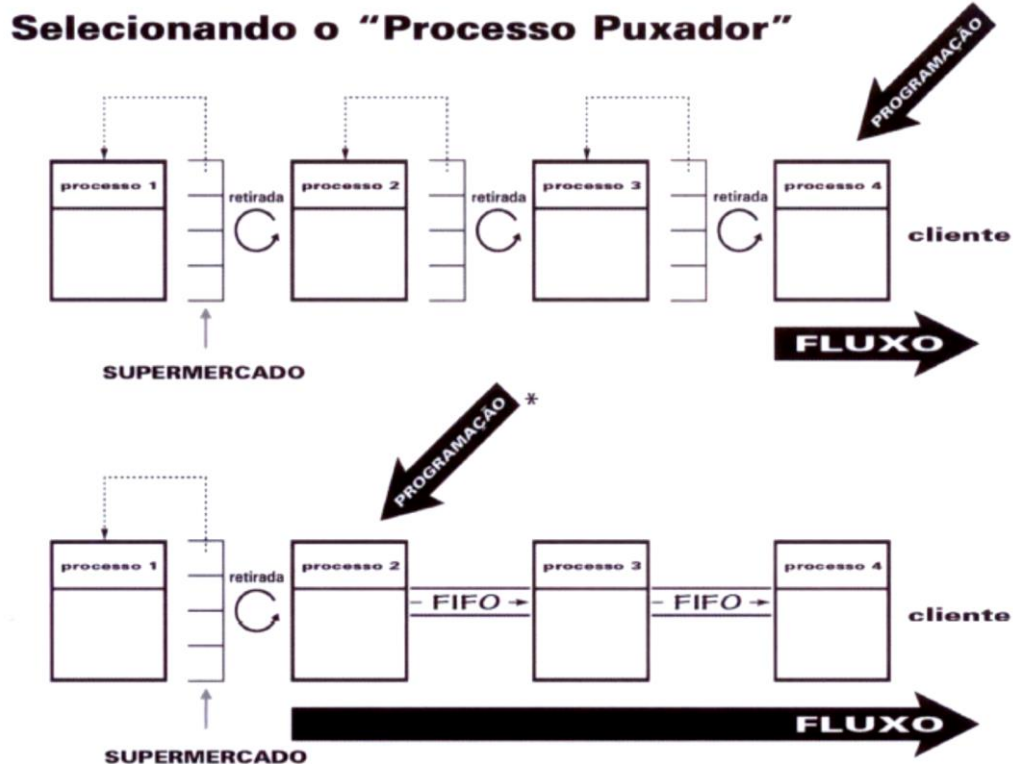 Selecionando o “Processo Puxador”
PROGRAMAÇÃO
processo 1
retirada
processo 2
retirada
processo 3
retirada
processo 4
cliente
FLUXO
SUPERMERCADO
PROGRAMAÇÃO *
processo 1
retirada
processo 2
FIFO
processo 3
FIFO
processo 4
cliente
FLUXO
SUPERMERCADO